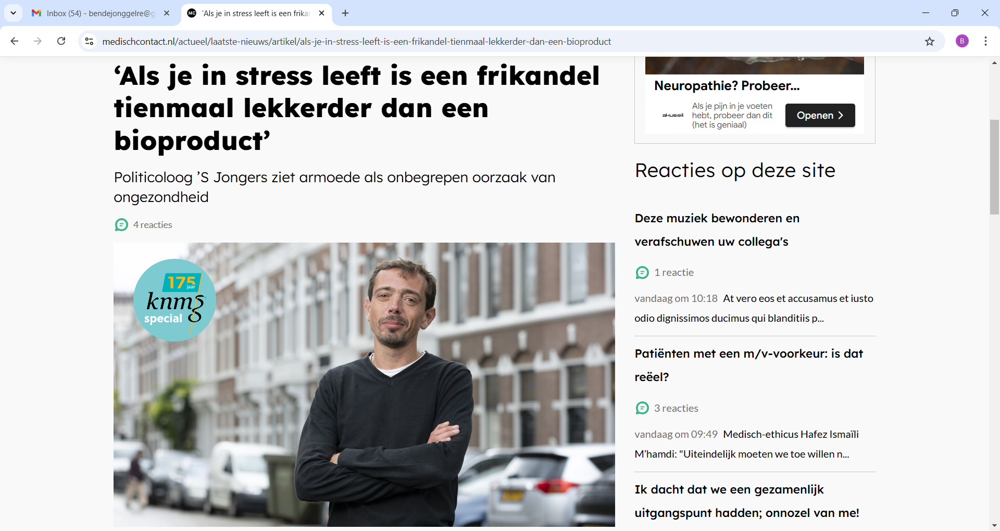 Inbox (54) - bendejonggelre@g
‘Als je in stress leeft is een frikan
medischcontact.nl/actueel/laatste-nieuws/artikel/als-je-in-stress-leeft-is-een-frikandel-tienmaal-lekkerder-dan-een-bioproduct
B
‘Als je in stress leeft is een frikandel
tienmaal lekkerder dan een
bioproduct’
Politicoloog ’S Jongers ziet armoede als onbegrepen oorzaak van
ongezondheid
4 reacties
175
jaar
knmg
special
Neuropathie? Probeer...
akusoli
Als je pijn in je voeten
hebt, probeer dan dit
(het is geniaal)
Openen
Reacties op deze site
Deze muziek bewonderen en
verafschuwen uw collega's
1 reactie
vandaag om 10:18 At vero eos et accusamus et iusto
odio dignissimos ducimus qui blanditiis p...
Patiënten met een m/v-voorkeur: is dat
reëel?
3 reacties
vandaag om 09:49 Medisch-ethicus Hafez Ismaïli
M’hamdi: "Uiteindelijk moeten we toe willen n...
Ik dacht dat we een gezamenlijk
uitgangspunt hadden; onnozel van me!